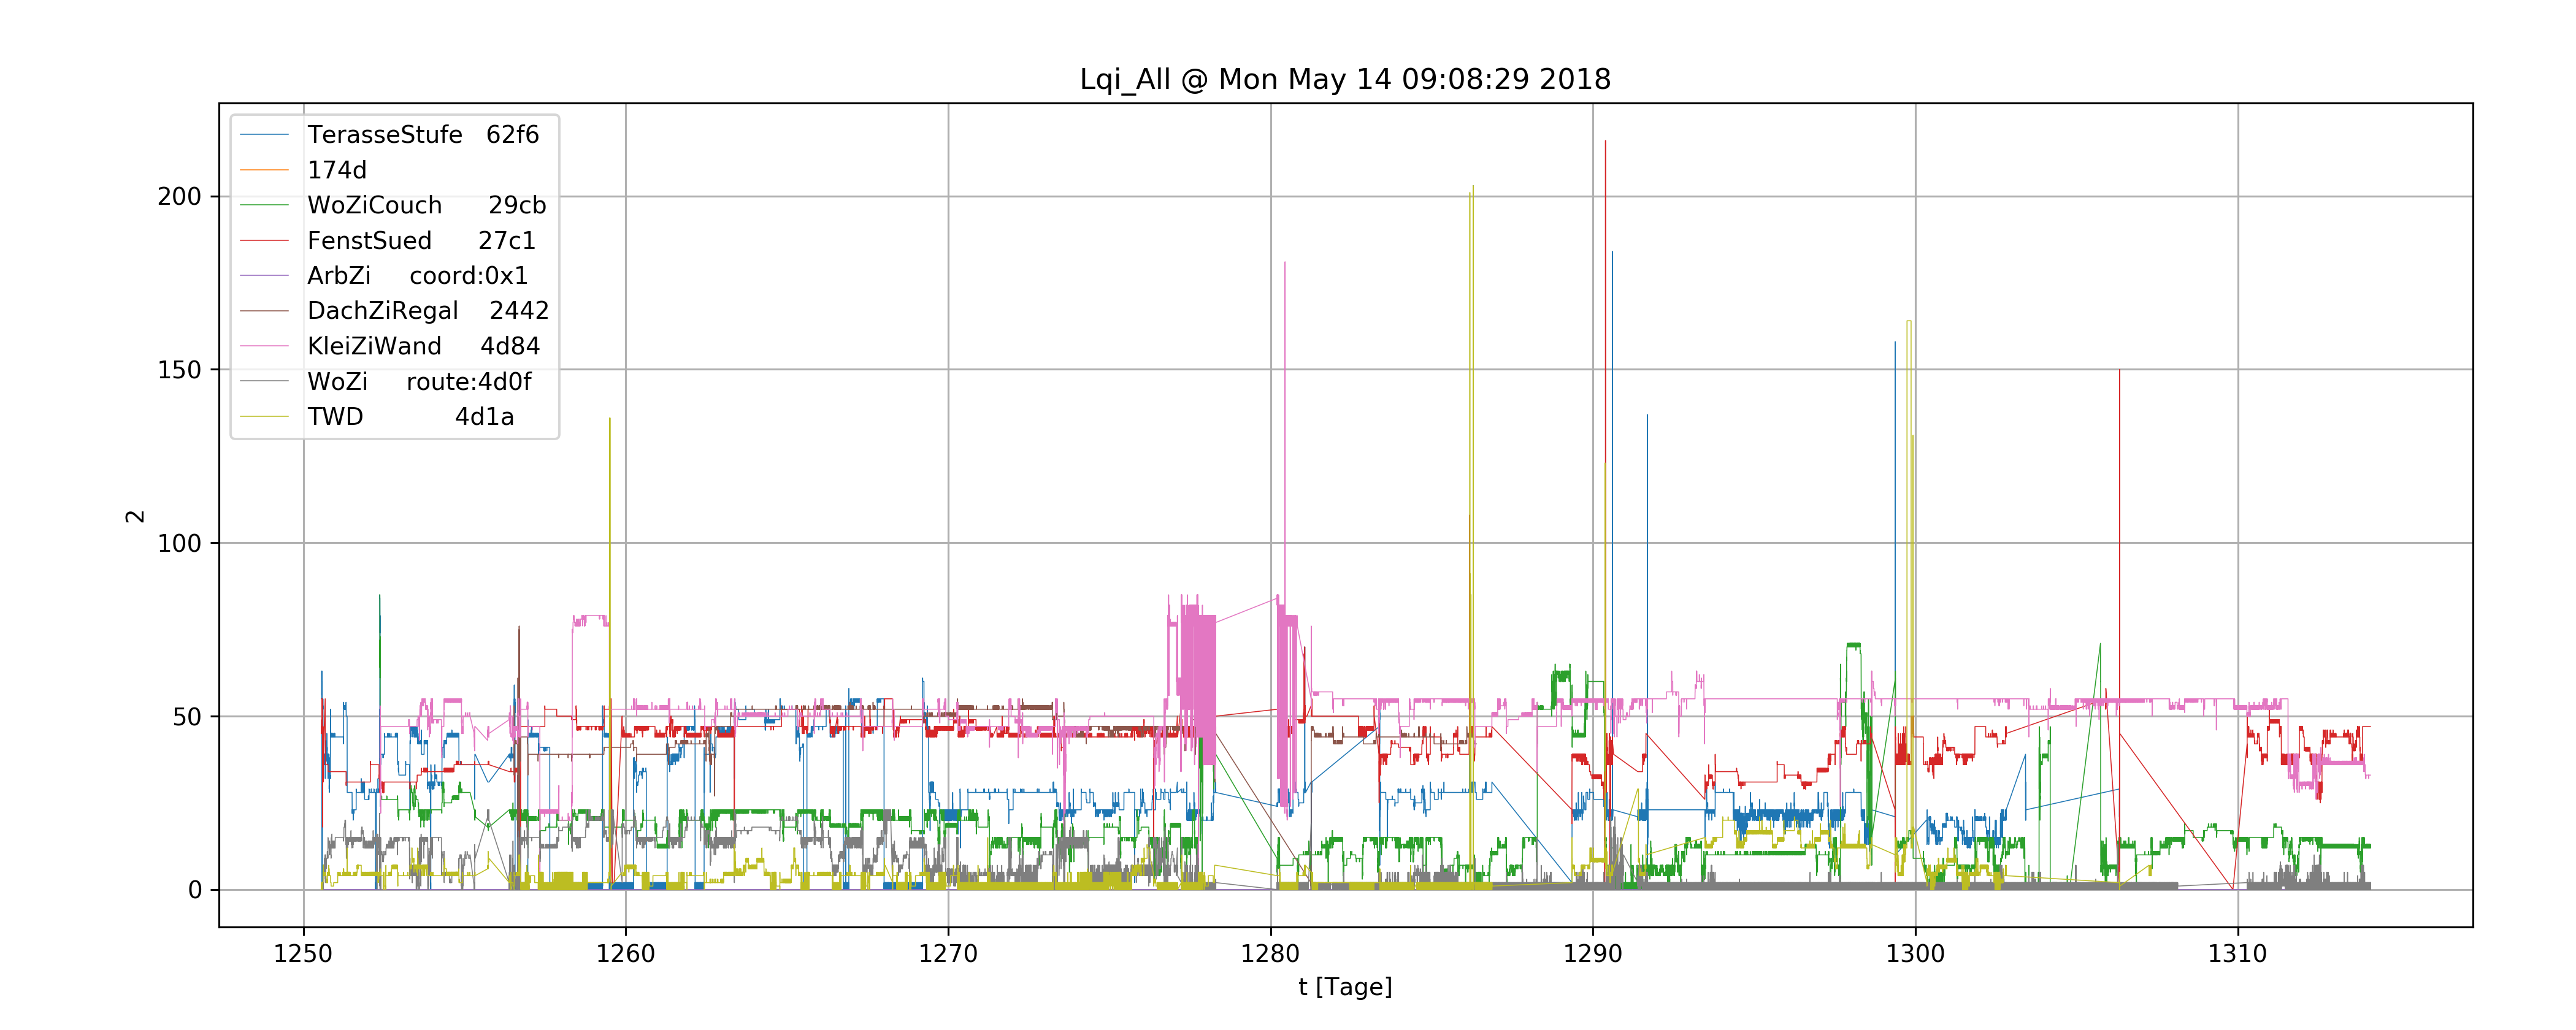 Lqi_All @ Mon May 14 09:08:29 2018
TerasseStufe 62f6
174d
WoZiCouch 29cb
FenstSued 27c1
ArbZi coord:0x1
DachZiRegal 2442
KleiZiWand 4d84
WoZi route:4d0f
TWD 4d1a
200
150
100
50
0
2
1250 1260 1270 1280 1290 1300 1310
t [Tage]